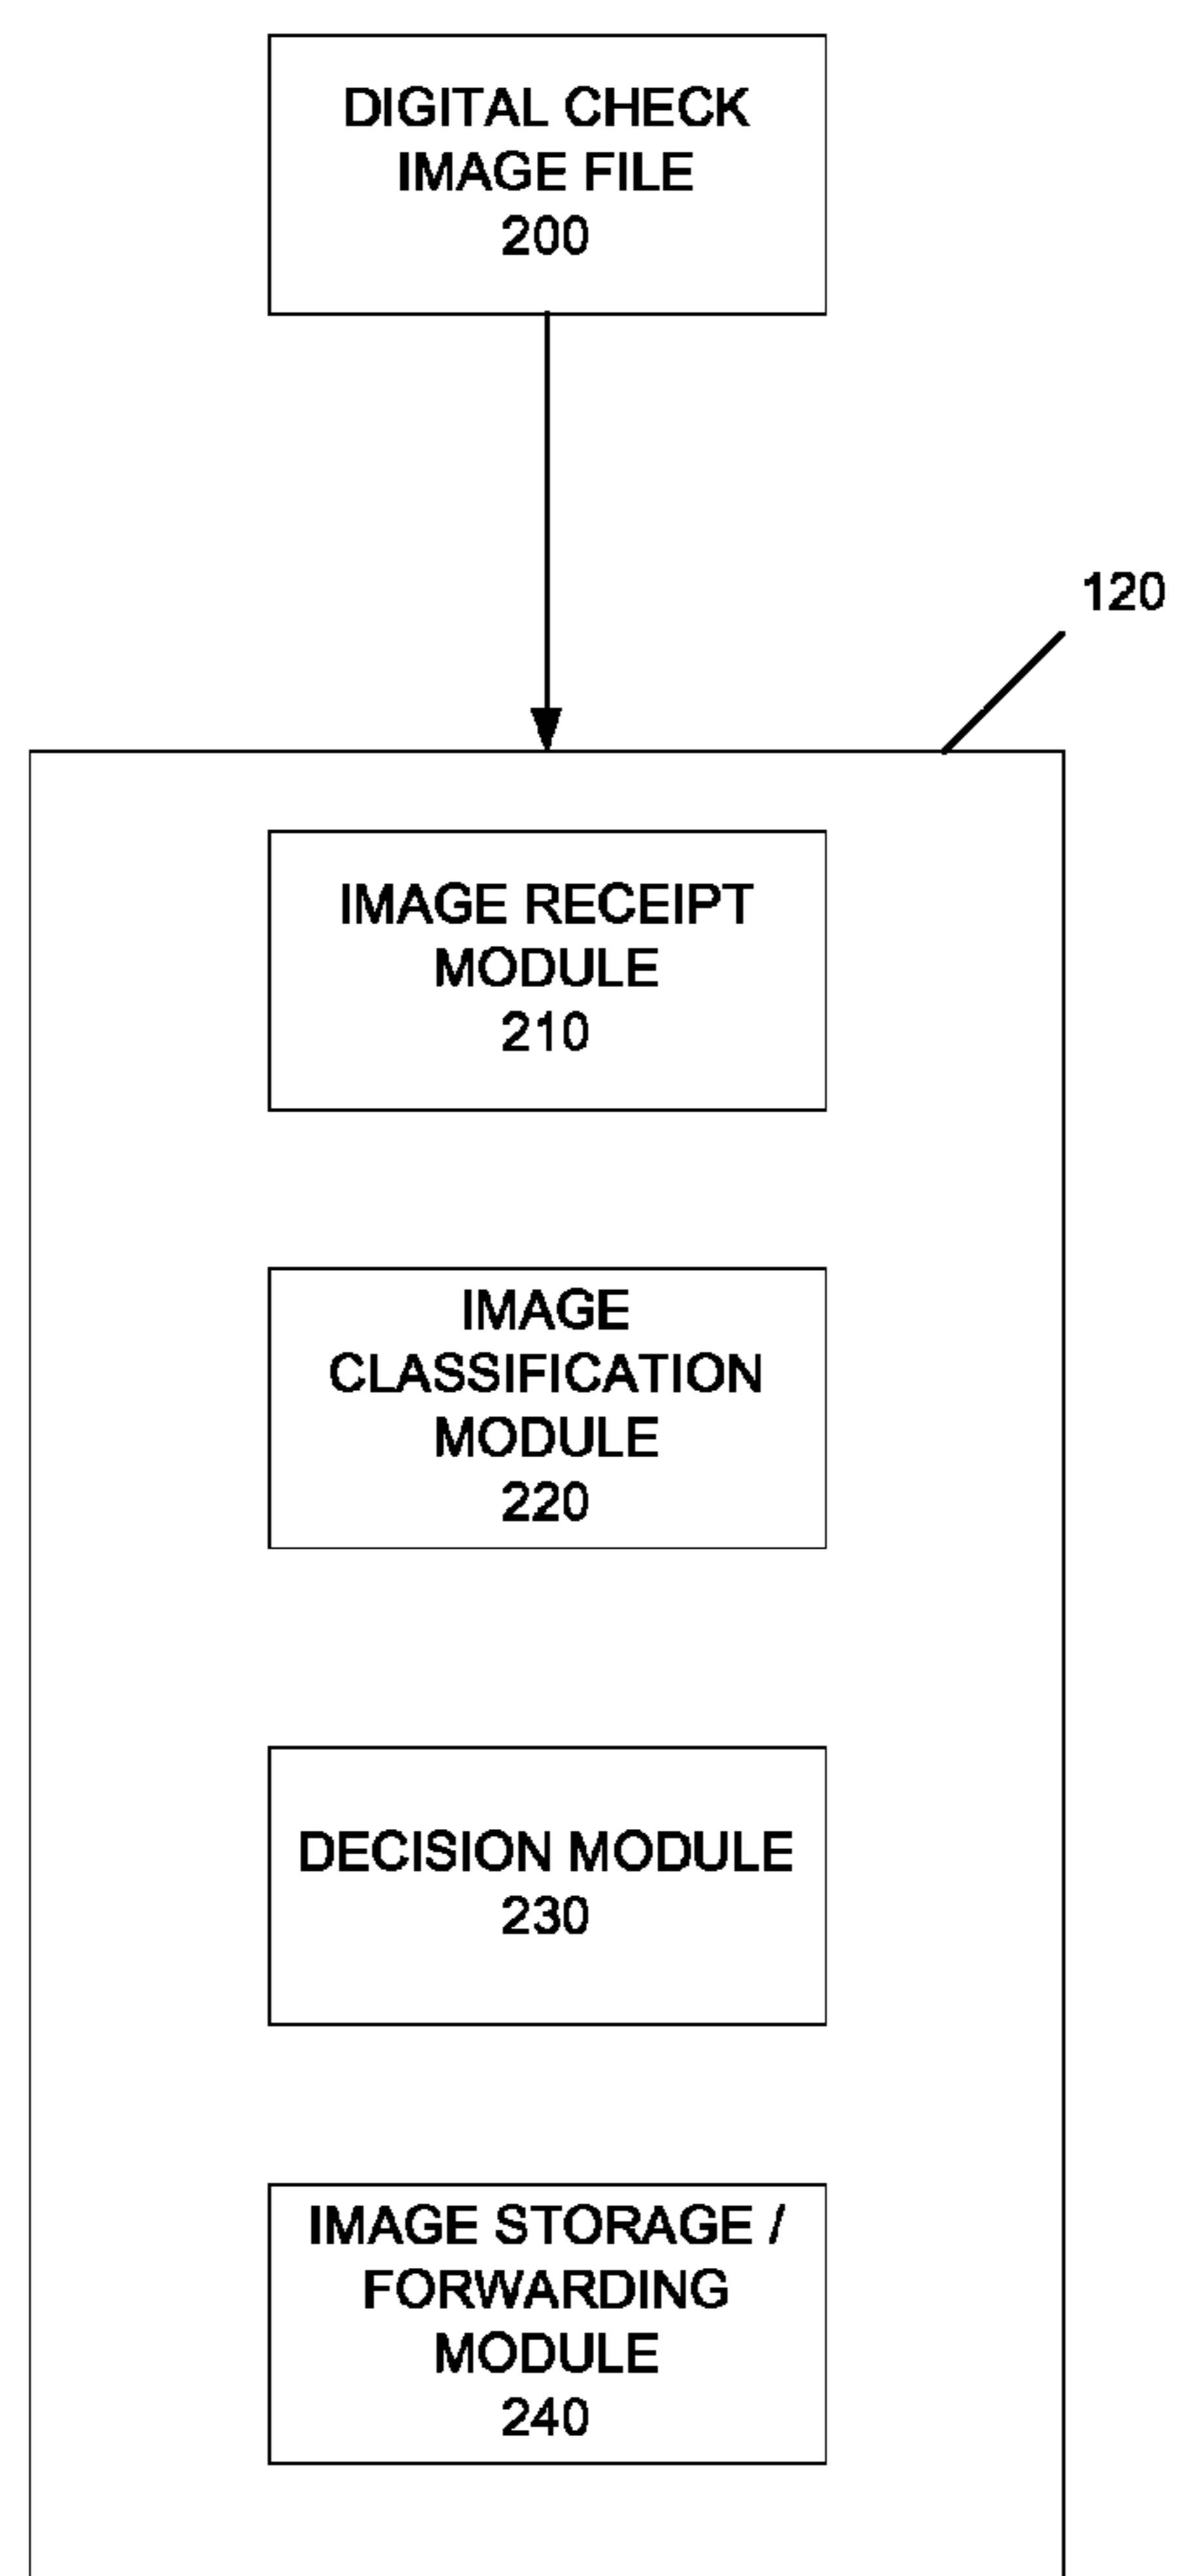 DIGITAL CHECK
IMAGE FILE
200
120
IMAGE RECEIPT
MODULE
210
IMAGE
CLASSIFICATION
MODULE
220
DECISION MODULE
230
IMAGE STORAGE /
FORWARDING
MODULE
240